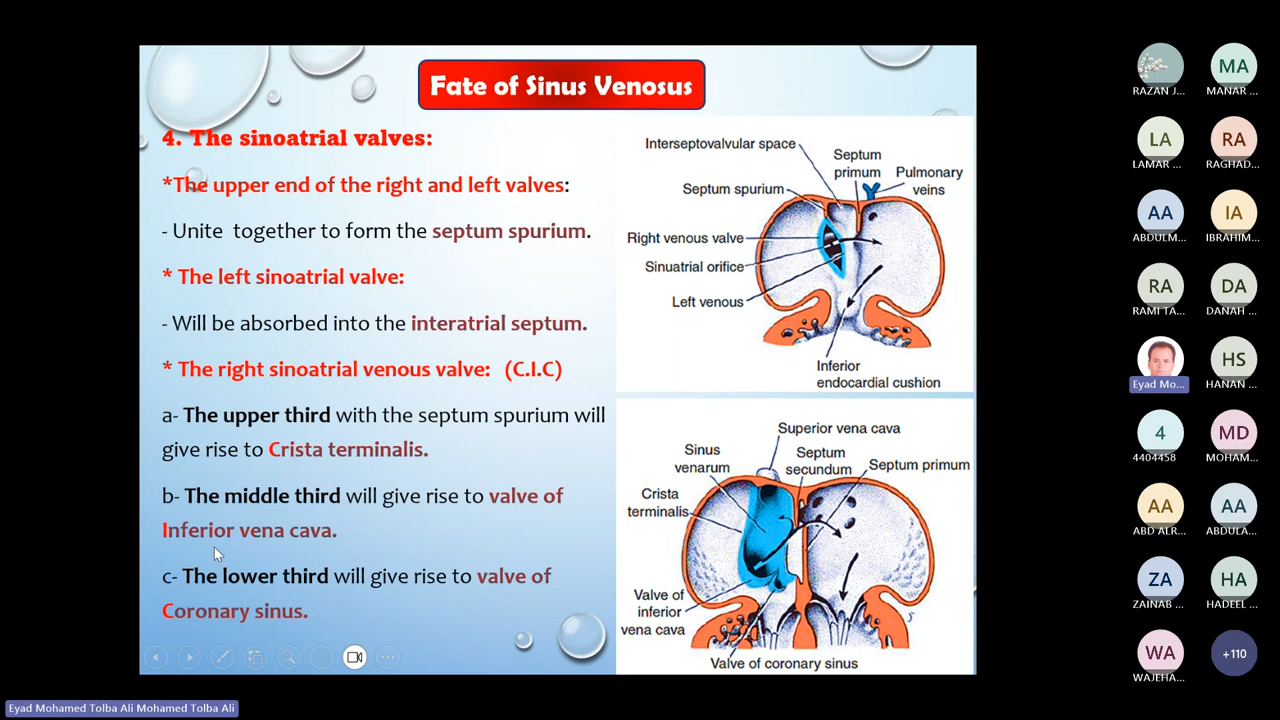 Fate of Sinus Venosus
4. The sinoatrial valves:
*The upper end of the right and left valves:
- Unite together to form the septum spurium.
* The left sinoatrial valve:
- Will be absorbed into the interatrial septum.
* The right sinoatrial venous valve: (C.I.C)
a- The upper third with the septum spurium will
give rise to Crista terminalis.
b- The middle third will give rise to valve of
Inferior vena cava.
c- The lower third will give rise to valve of
Coronary sinus.
Interseptovalvular space
Septum
primum
Pulmonary
veins
Septum spurium
Right venous valve
Sinuatrial orifice
Left venous
Inferior
endocardial cushion
Superior vena cava
Sinus
venarum
Septum
secundum
Septum primum
Crista
terminalis
Valve of
inferior
vena cava
Valve of coronary sinus
RAZAN J...
MA
MANAR ...
LA
LAMAR ...
RA
RAGHAD...
AA
ABDULM...
IA
IBRAHIM...
RA
RAMI TA...
DA
DANAH ...
Eyad Mo...
HS
HANAN ...
4
4404458
MD
MOHAM...
AA
ABD ALR...
AA
ABDULA...
ZA
ZAINAB ...
HA
HADEEL ...
WA
WAJEHA...
+110
Eyad Mohamed Tolba Ali Mohamed Tolba Ali